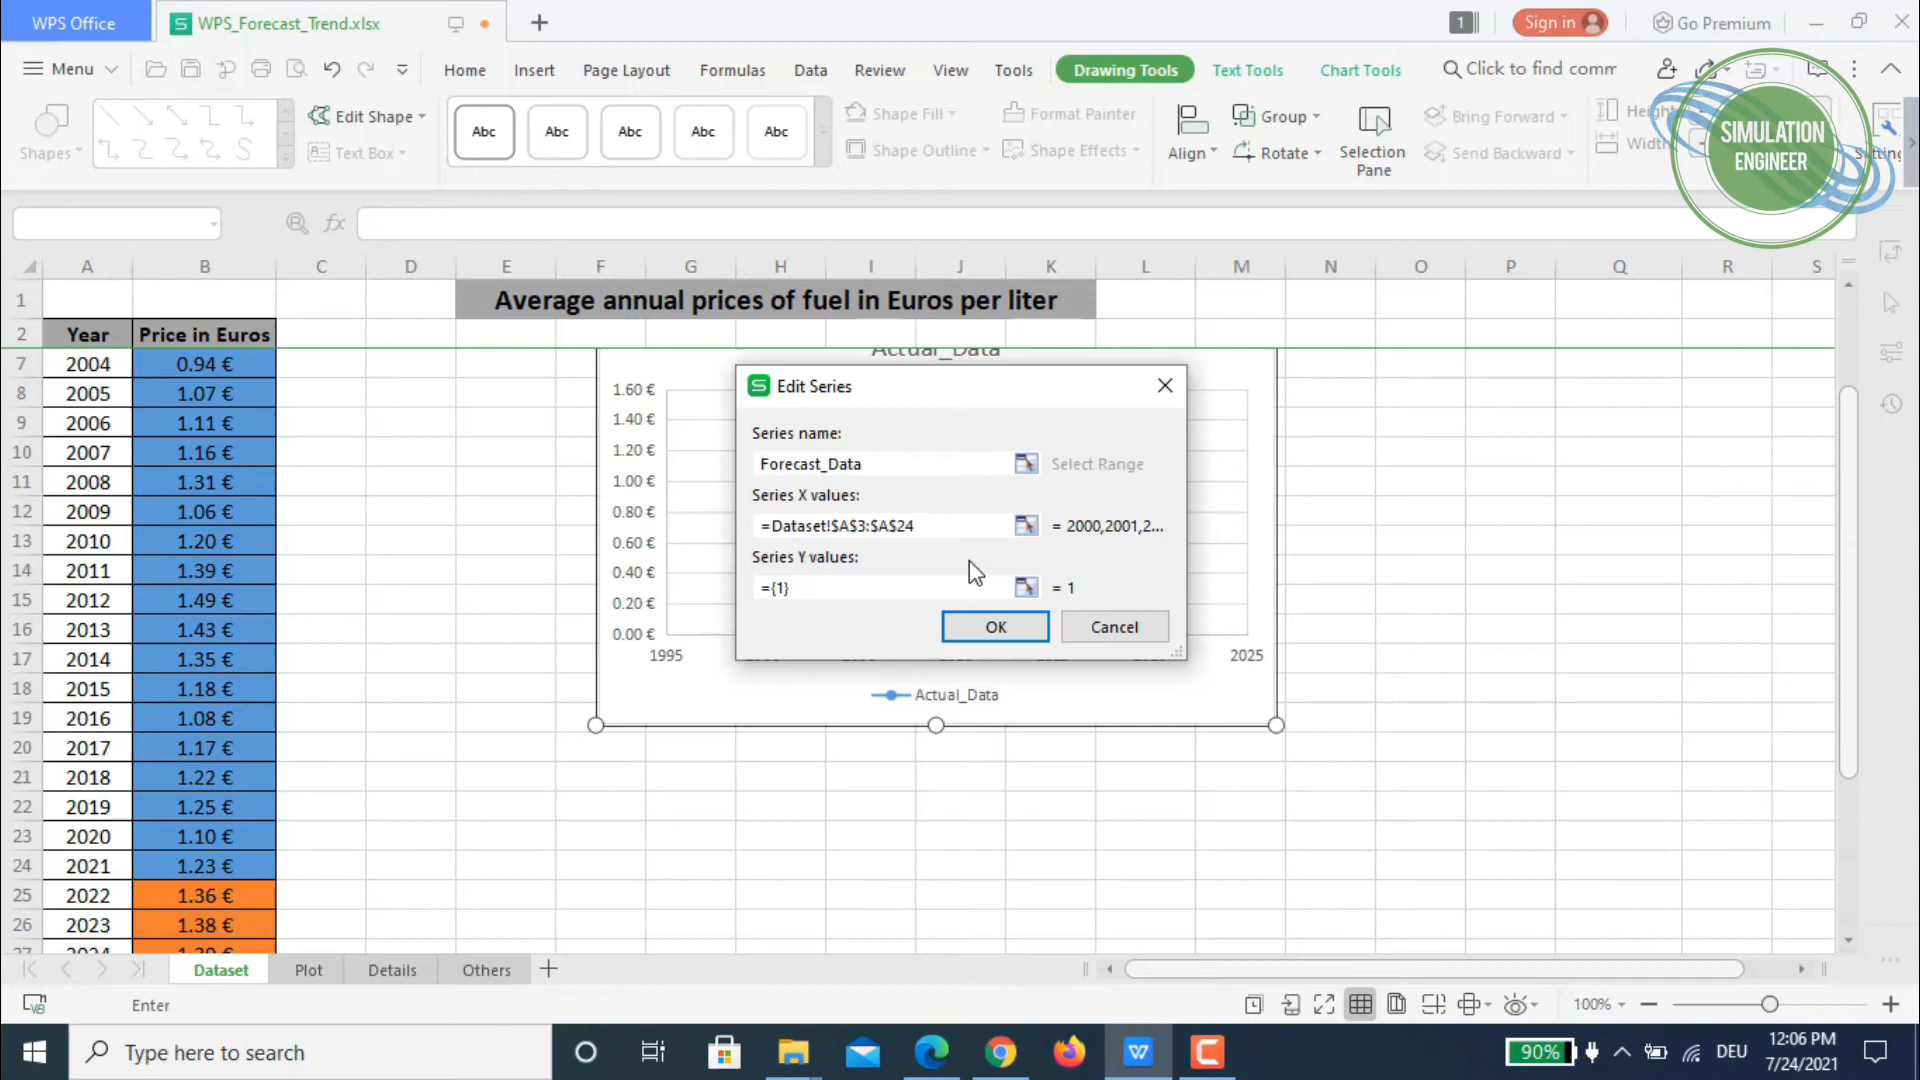 WPS Office
S WPS_Forecast_Trend.xlsx
1
Sign in
Go Premium
Menu
Home
Insert
Page Layout
Formulas
Data
Review
View
Tools
Drawing Tools
Text Tools
Chart Tools
Click to find comm
Shapes
Edit Shape
Text Box
Abc
Abc
Abc
Abc
Abc
Shape Fill
Shape Outline
Format Painter
Shape Effects
Align
Group
Rotate
Selection
Pane
Bring Forward
Send Backward
SIMULATION
ENGINEER
fx
A B C D E F G H I J K L M N O P Q R S
1 Average annual prices of fuel in Euros per liter
2 Year Price in Euros
7 2004 0.94 €
8 2005 1.07 €
9 2006 1.11 €
10 2007 1.16 €
11 2008 1.31 €
12 2009 1.06 €
13 2010 1.20 €
14 2011 1.39 €
15 2012 1.49 €
16 2013 1.43 €
17 2014 1.35 €
18 2015 1.18 €
19 2016 1.08 €
20 2017 1.17 €
21 2018 1.22 €
22 2019 1.25 €
23 2020 1.10 €
24 2021 1.23 €
25 2022 1.36 €
26 2023 1.38 €
Actual_Data
1.60 €
1.40 €
1.20 €
1.00 €
0.80 €
0.60 €
0.40 €
0.20 €
0.00 €
1995
2025
Actual_Data
S Edit Series
Series name:
Forecast_Data
Select Range
Series X values:
=Dataset!$A$3:$A$24
= 2000,2001,2...
Series Y values:
={1}
= 1
OK
Cancel
Dataset
Plot
Details
Others
Enter
100%
Type here to search
90%
DEU
12:06 PM
7/24/2021